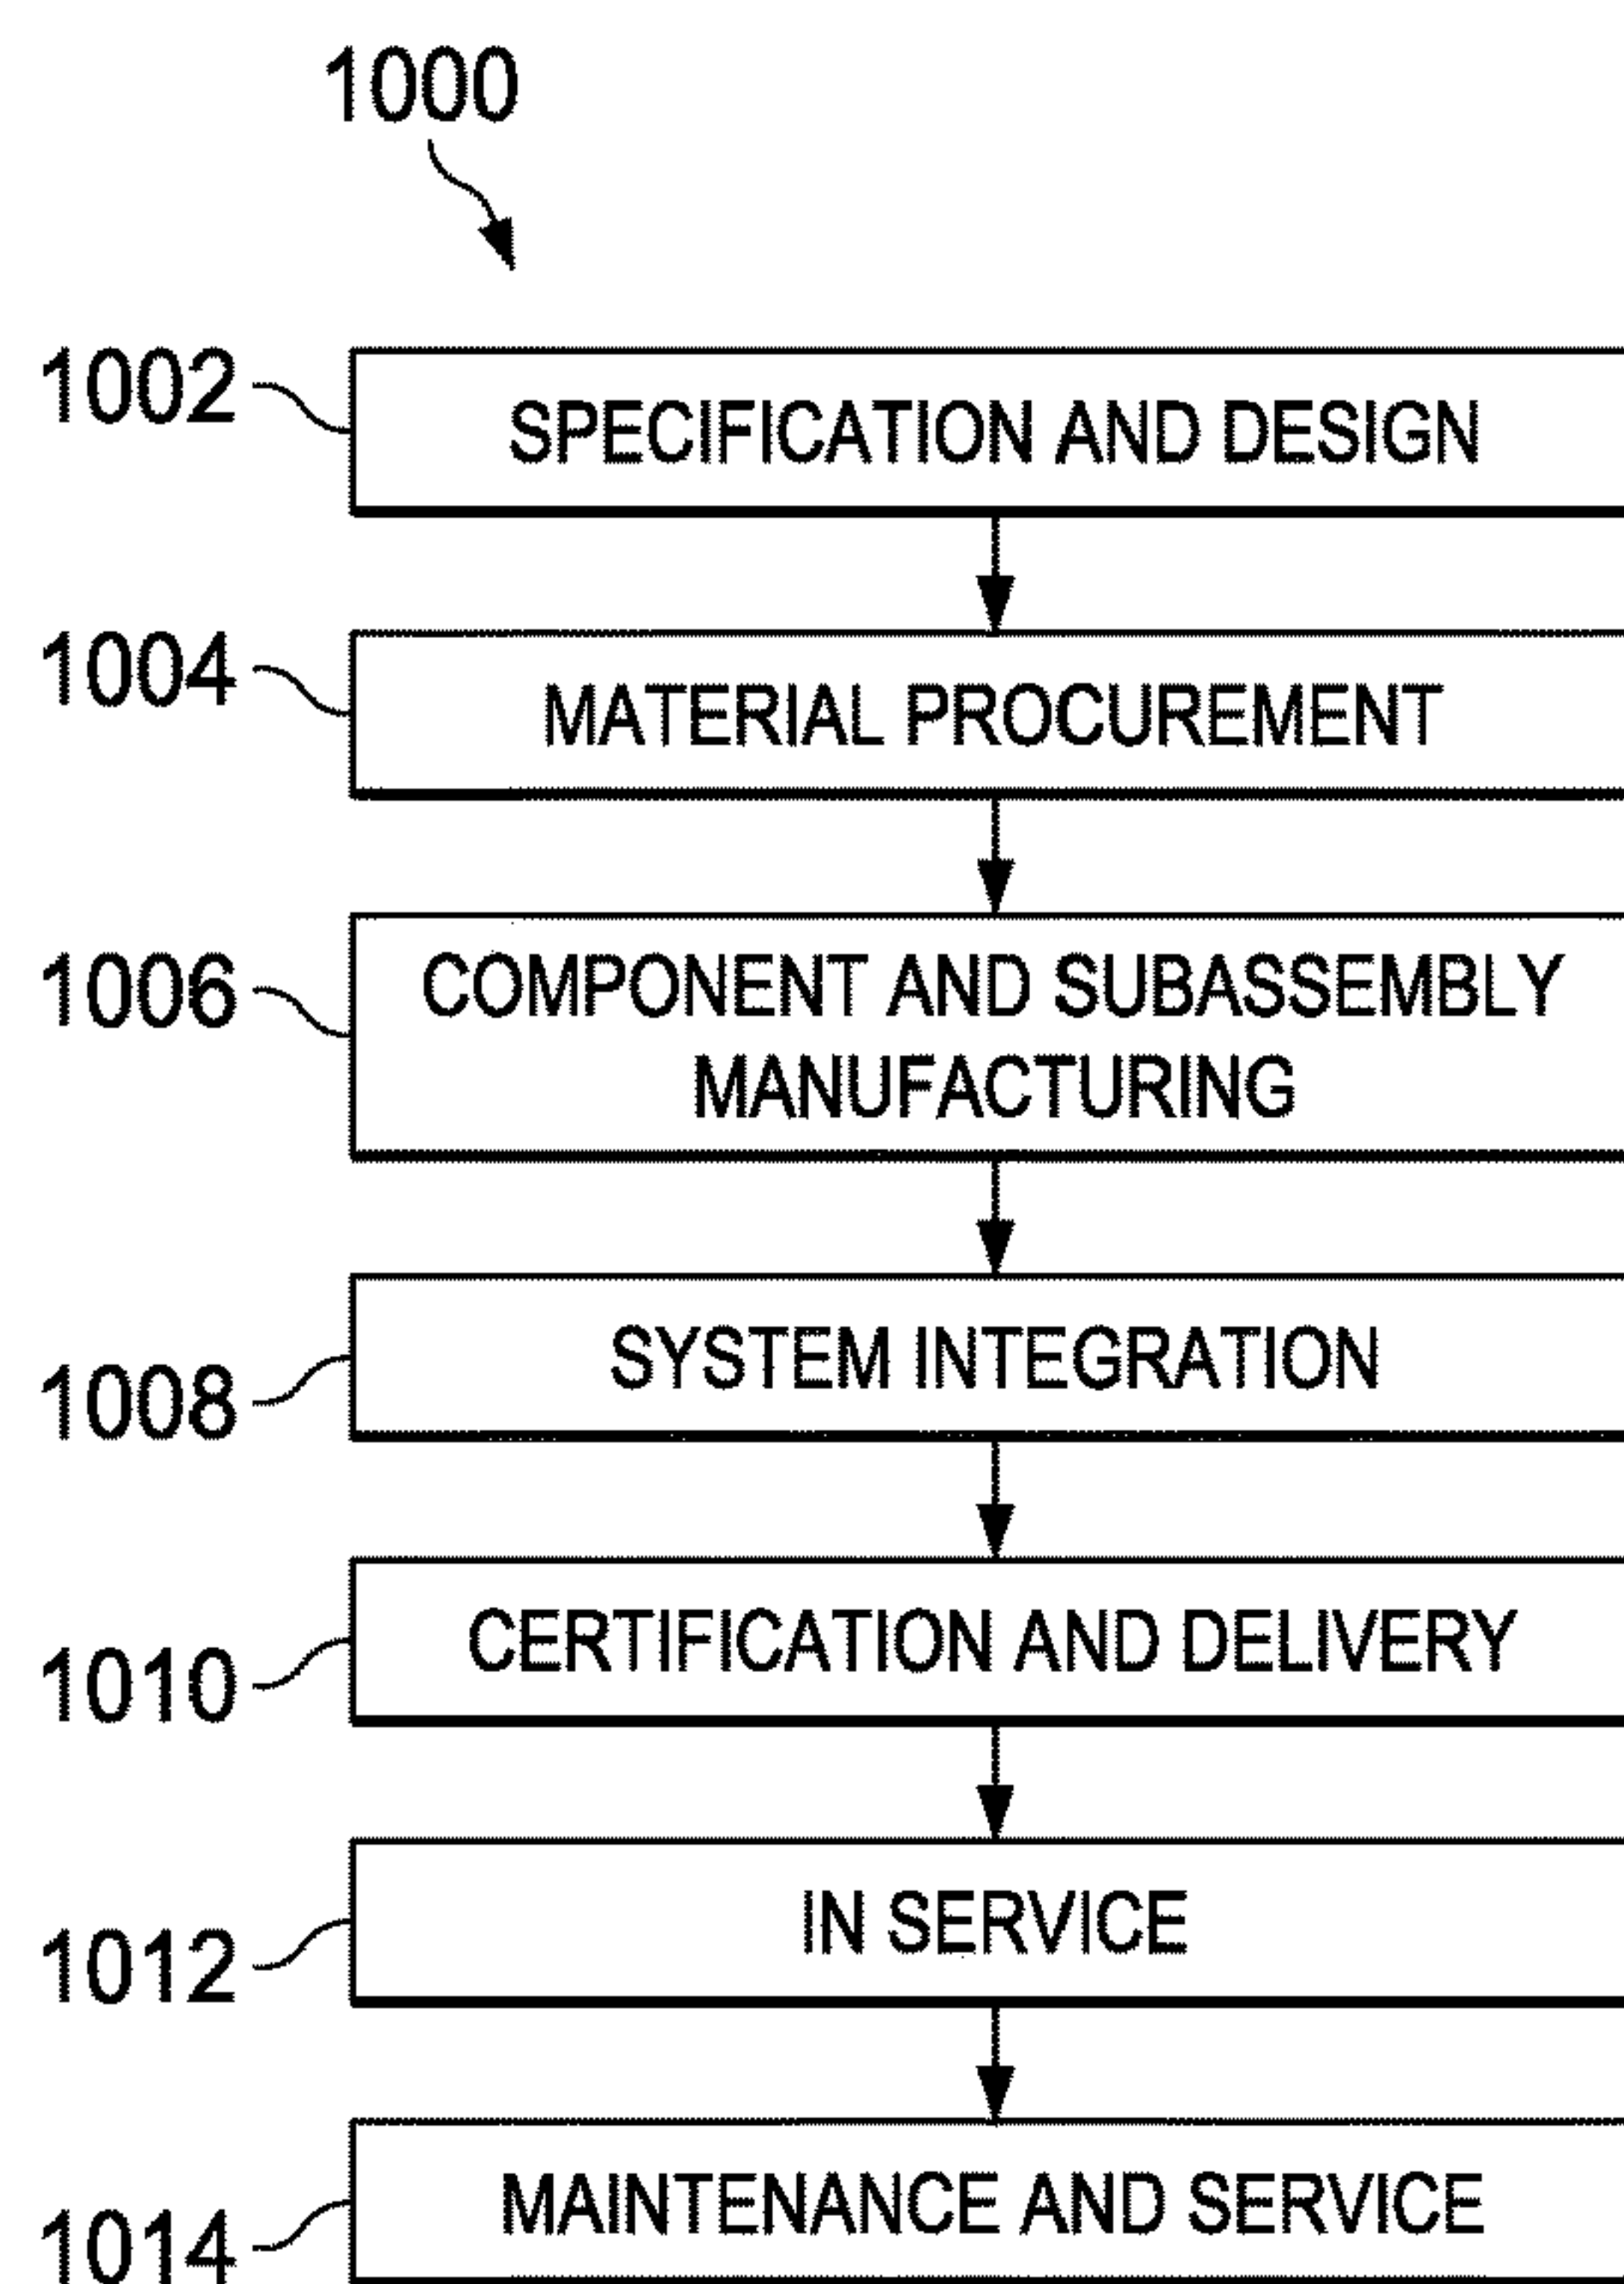 1000
1002
SPECIFICATION AND DESIGN
1004
MATERIAL PROCUREMENT
1006
COMPONENT AND SUBASSEMBLY
MANUFACTURING
1008
SYSTEM INTEGRATION
1010
CERTIFICATION AND DELIVERY
1012
IN SERVICE
1014
MAINTENANCE AND SERVICE